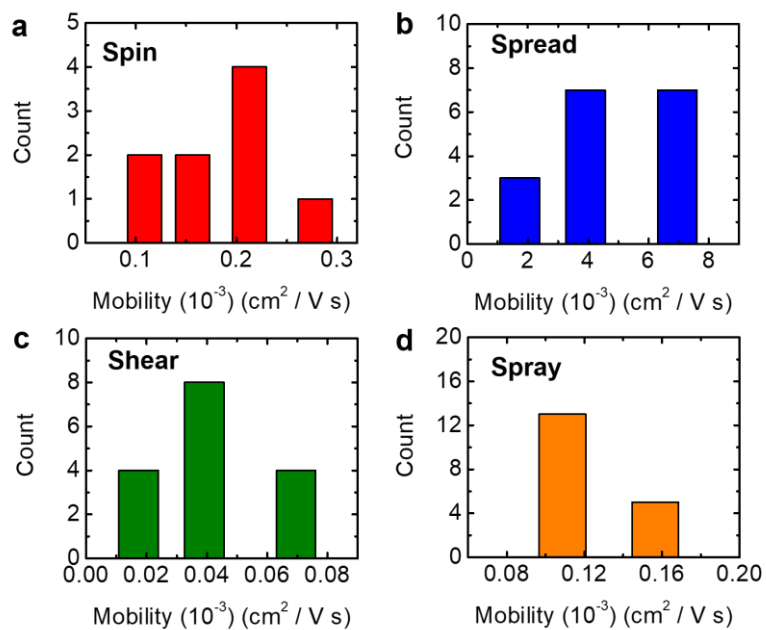 a
Spin
Count
5
4
3
2
1
0
0.1 0.2 0.3
Mobility (10⁻³) (cm² / V s)
b
Spread
Count
10
8
6
4
2
0
0 2 4 6 8
Mobility (10⁻³) (cm² / V s)
c
Shear
Count
10
8
6
4
2
0
0.00 0.02 0.04 0.06 0.08
Mobility (10⁻³) (cm² / V s)
d
Spray
Count
20
16
12
8
4
0
0.08 0.12 0.16 0.20
Mobility (10⁻³) (cm² / V s)